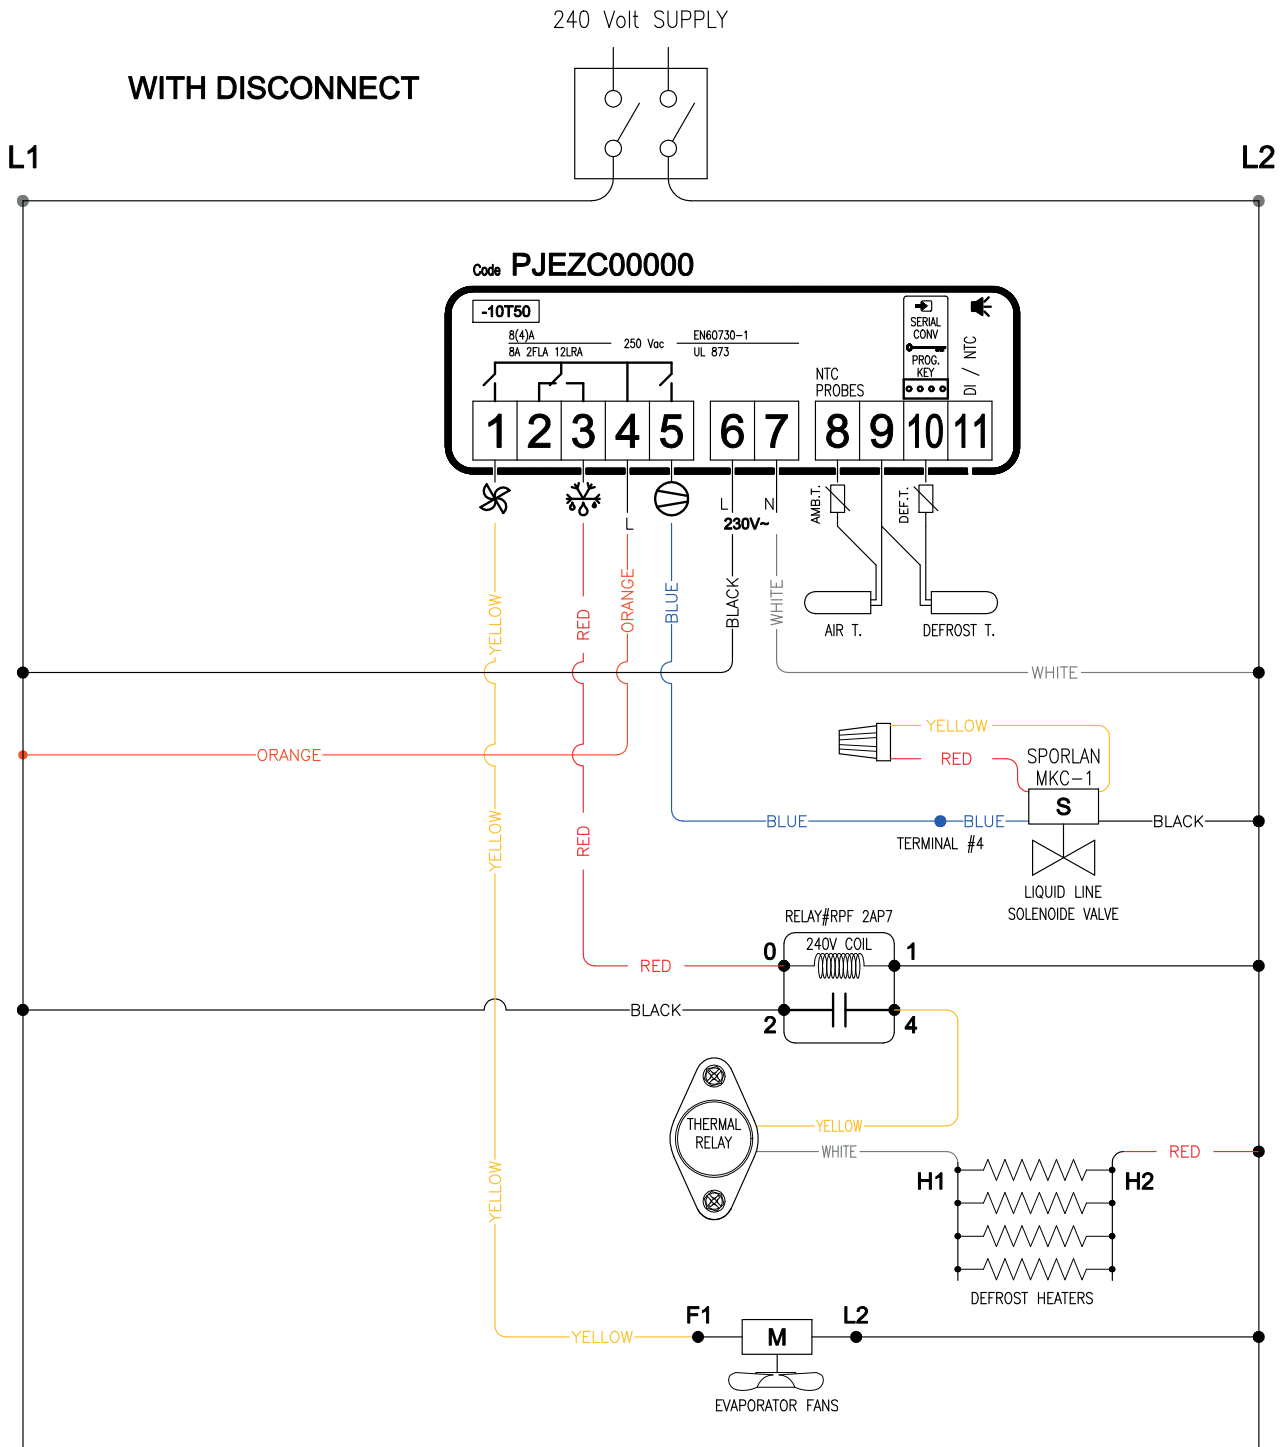 240 Volt SUPPLY
WITH DISCONNECT
L1
L2
Code PJEZC00000
-10T50
8(4)A
8A 2FLA 12LRA
250 Vac
EN60730-1
UL 873
SERIAL
CONV
PROG.
KEY
DI / NTC
NTC
PROBES
1 2 3 4 5 6 7 8 9 10 11
L
L N
230V~
AMB.T.
DEF.T.
YELLOW
RED
ORANGE
BLUE
BLACK
WHITE
AIR T.
DEFROST T.
WHITE
YELLOW
RED
SPORLAN
MKC-1
ORANGE
S
BLUE
BLUE
BLACK
TERMINAL #4
YELLOW
RED
LIQUID LINE
SOLENOIDE VALVE
RELAY#RPF 2AP7
240V COIL
0
1
RED
BLACK
2
4
THERMAL
RELAY
YELLOW
WHITE
RED
H1
H2
YELLOW
DEFROST HEATERS
F1
L2
YELLOW
M
EVAPORATOR FANS